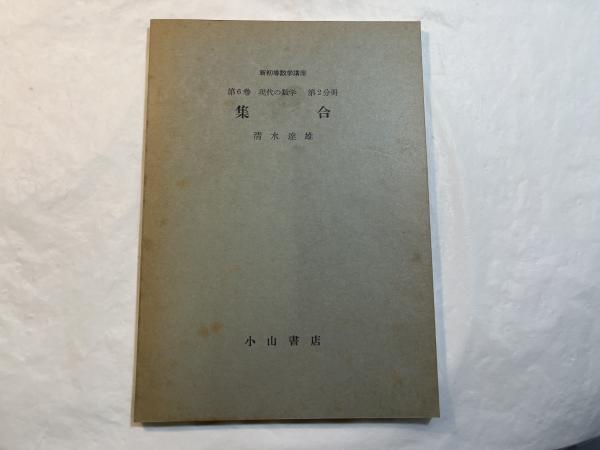 新初等数学講座
第6巻 現代の数学 第2分冊
集合
清水達雄
小山書店